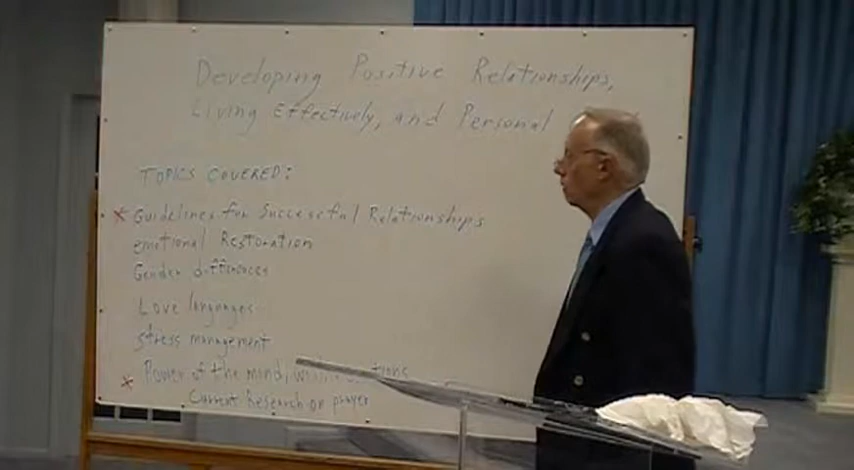 Developing Positive Relationships,
Living Effectively, and Personal
TOPICS COVERED:
* Guidelines for Successful Relationships
emotional Restoration
Gender differences
Love languages
stress management
* Power of the mind,
Current Research on prayer